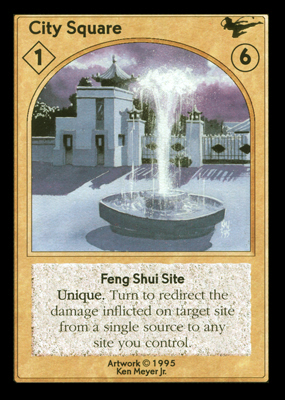 City Square
1
6
Feng Shui Site
Unique. Turn to redirect the
damage inflicted on target site
from a single source to any
site you control.
Artwork © 1995
Ken Meyer Jr.